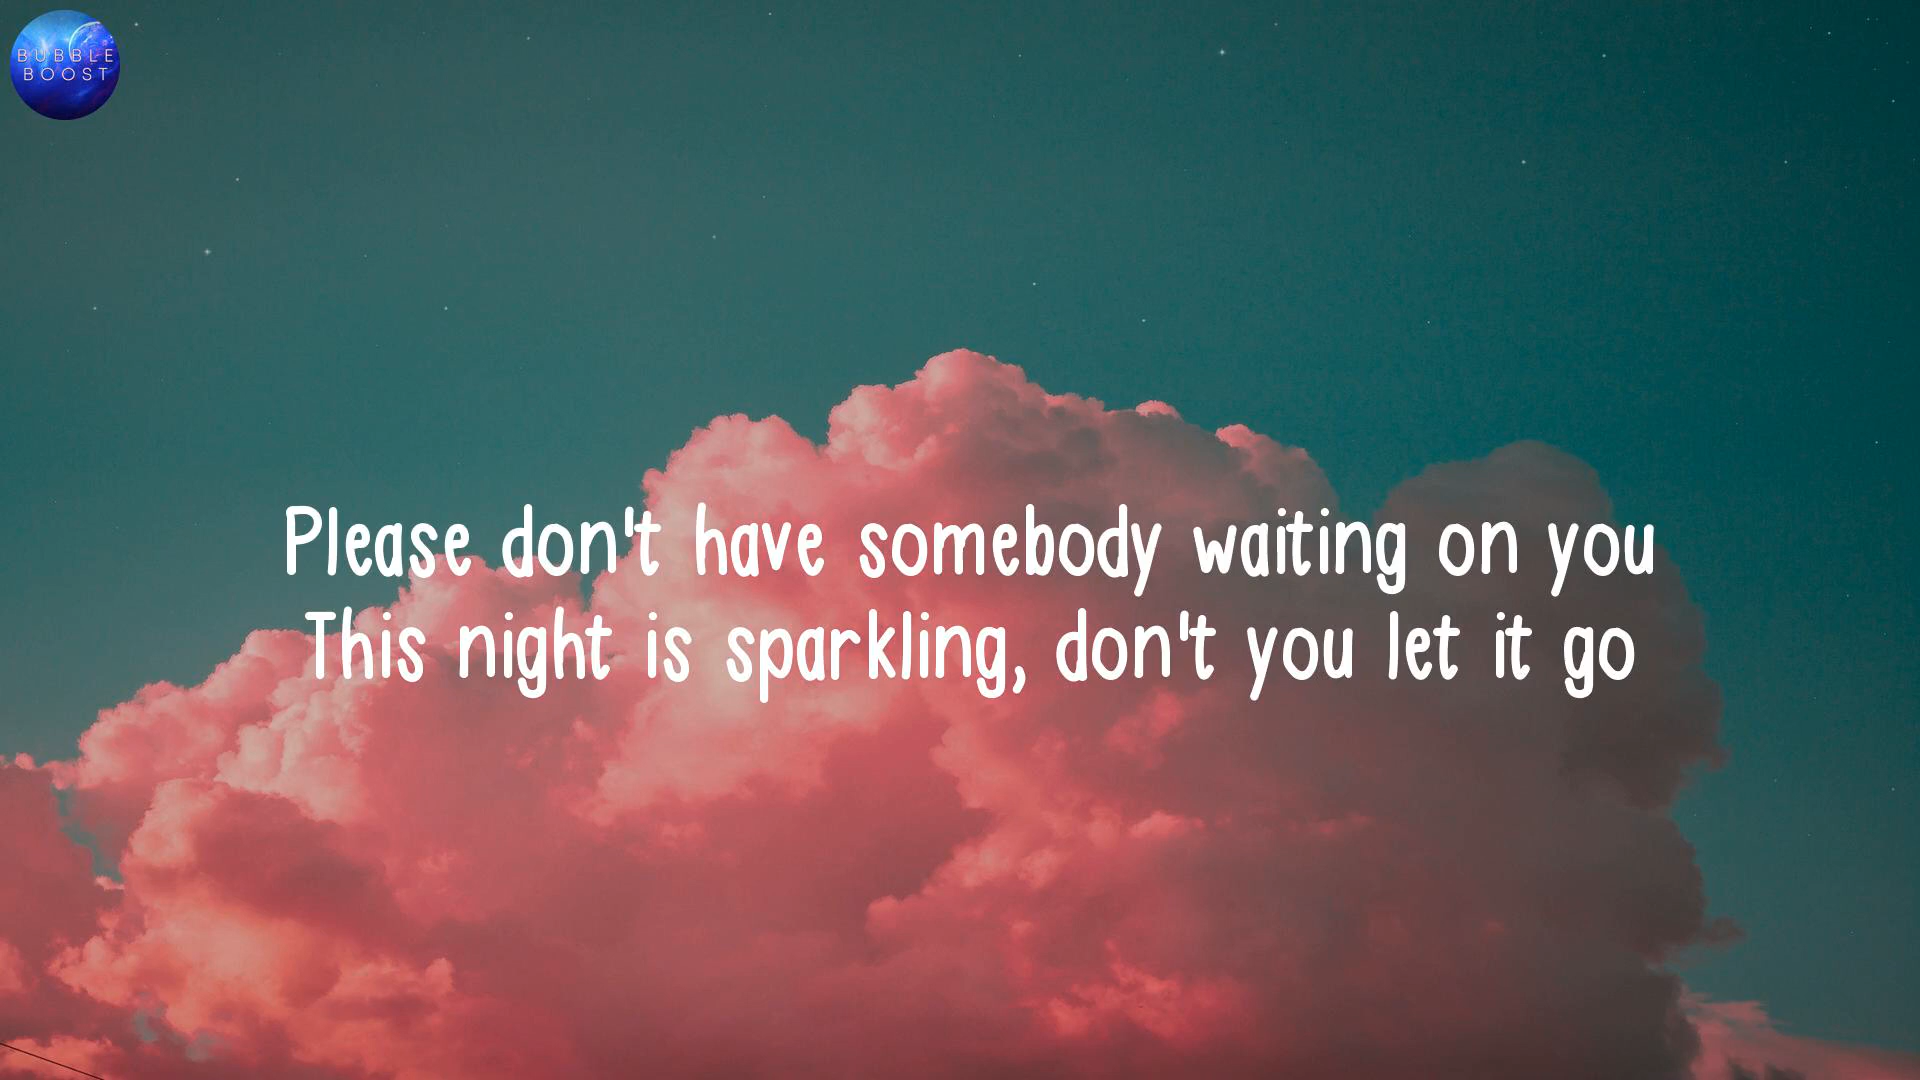 BUBBLE
BOOST
Please don't have somebody waiting on you
This night is sparkling, don't you let it go